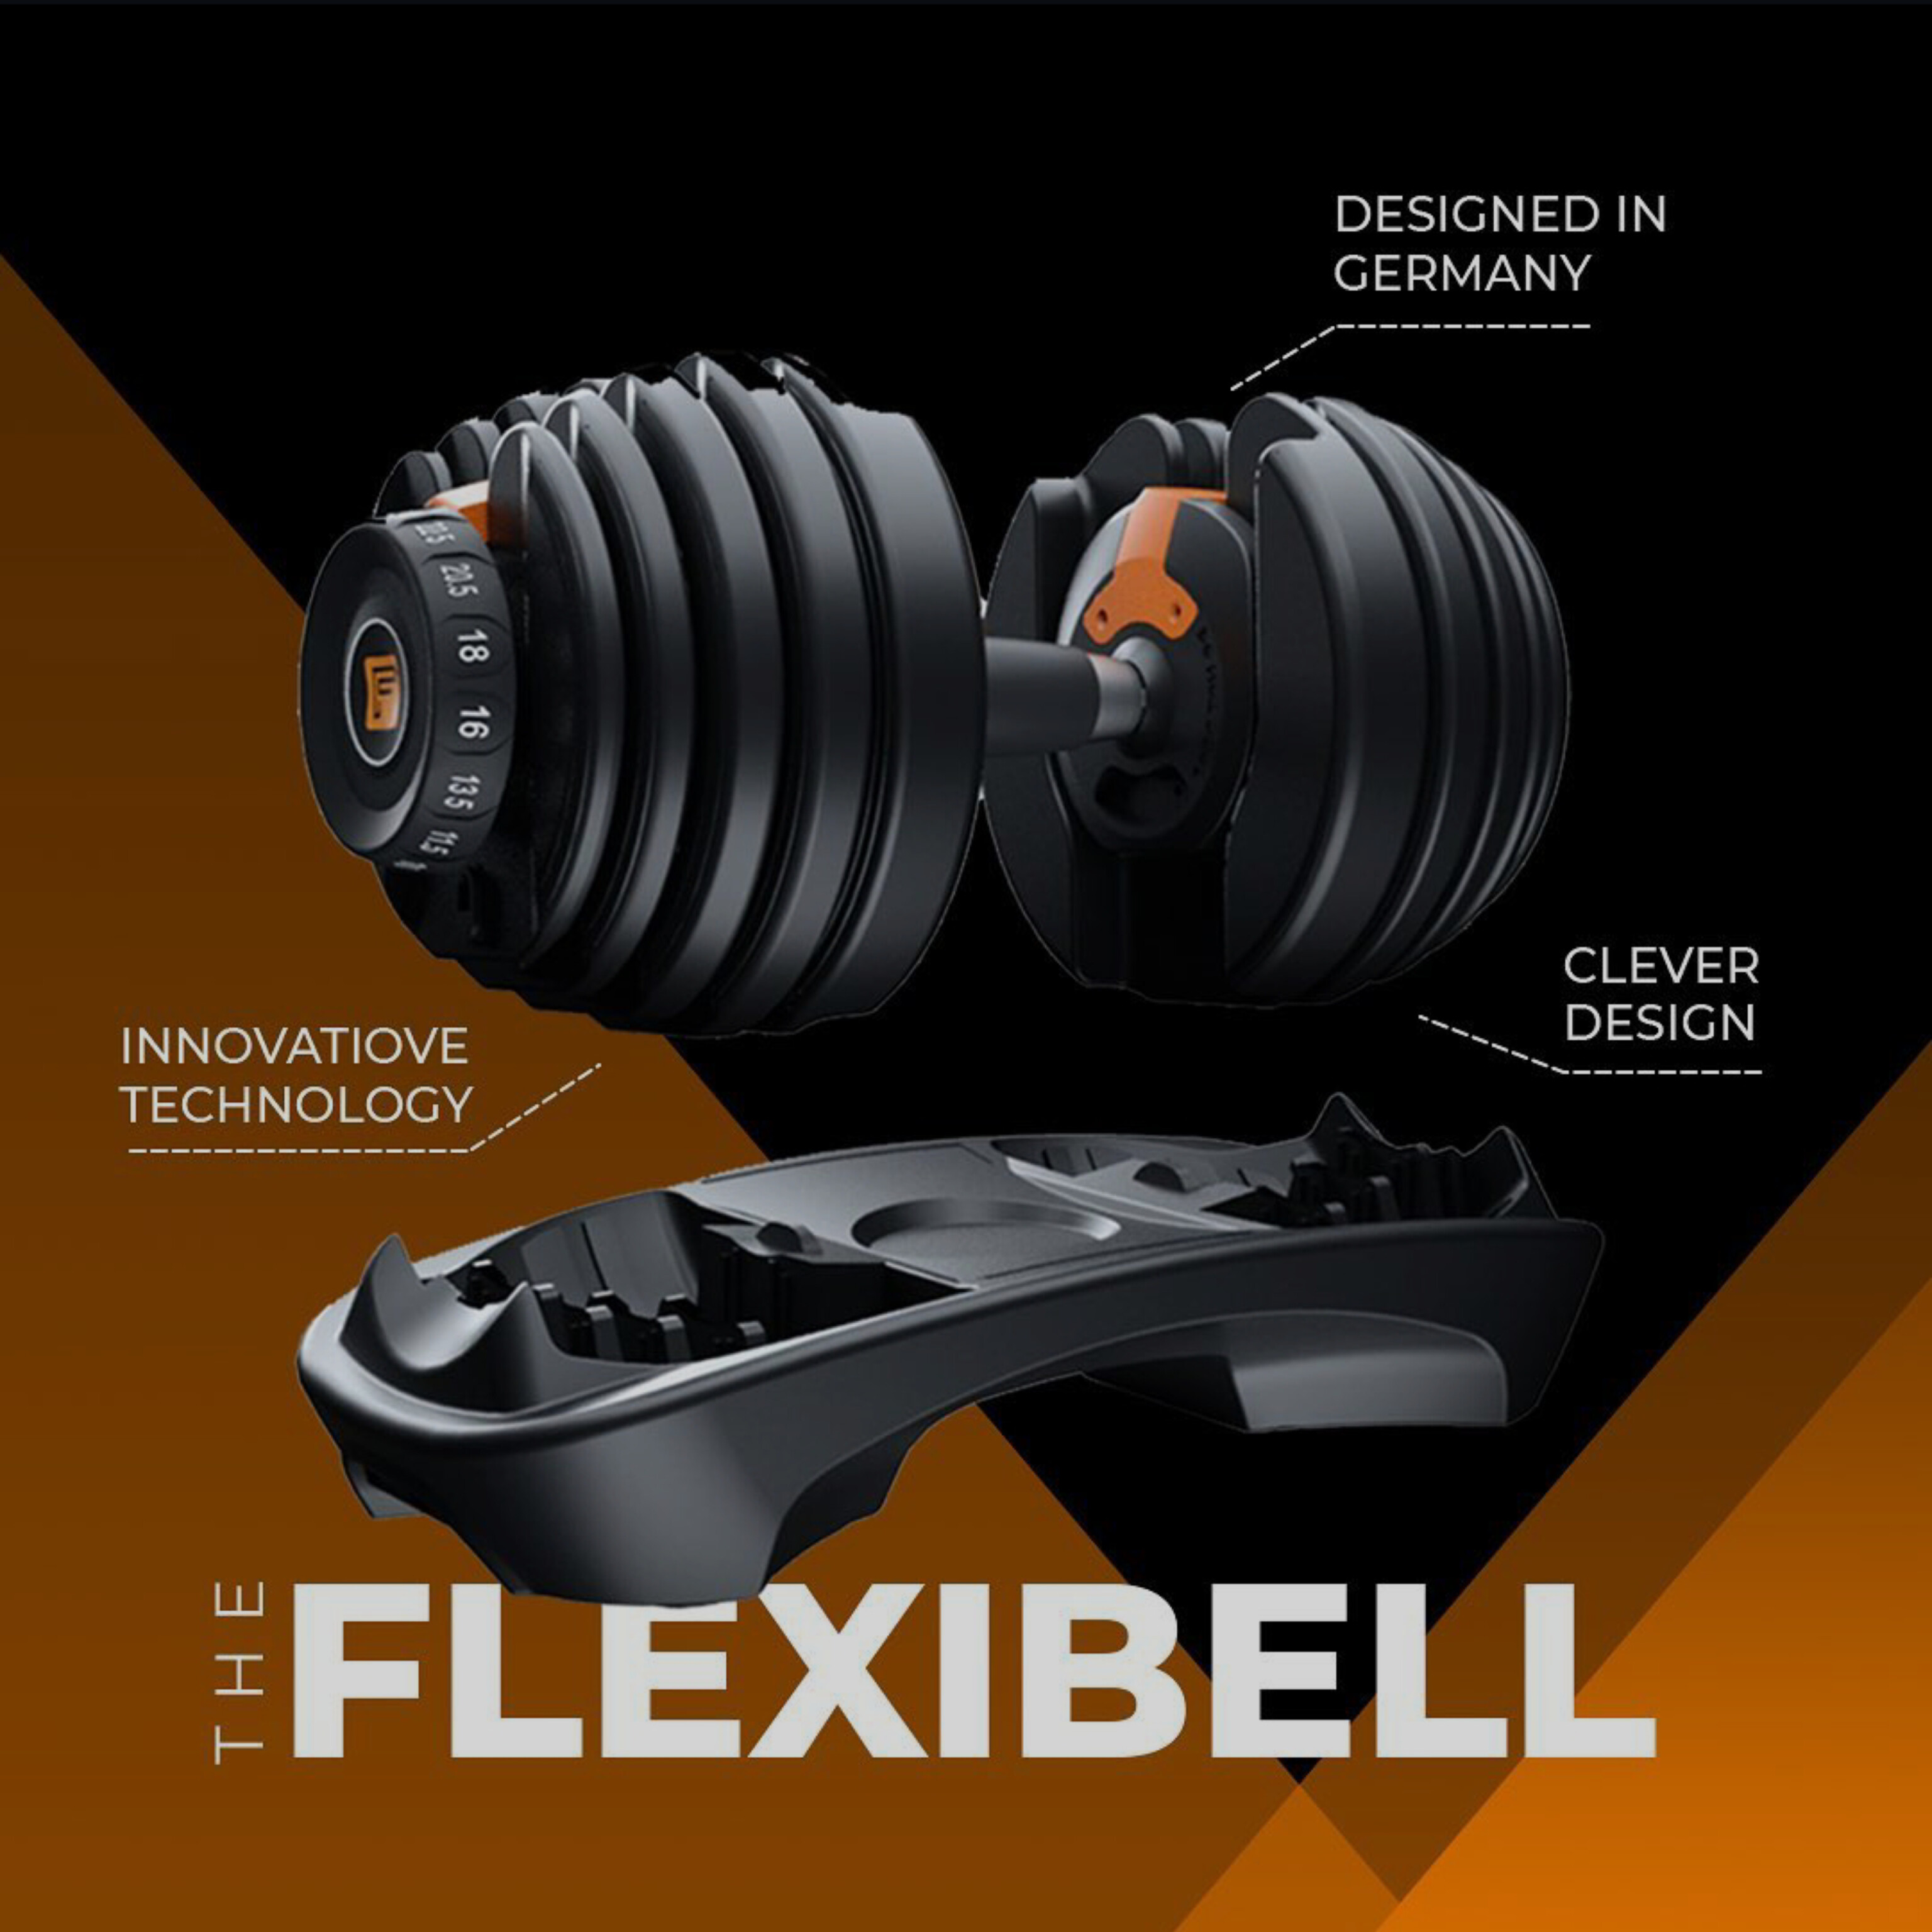 DESIGNED IN
GERMANY
20.5
18
16
13.5
11.5
CLEVER
DESIGN
INNOVATIOVE
TECHNOLOGY
THE
FLEXIBELL